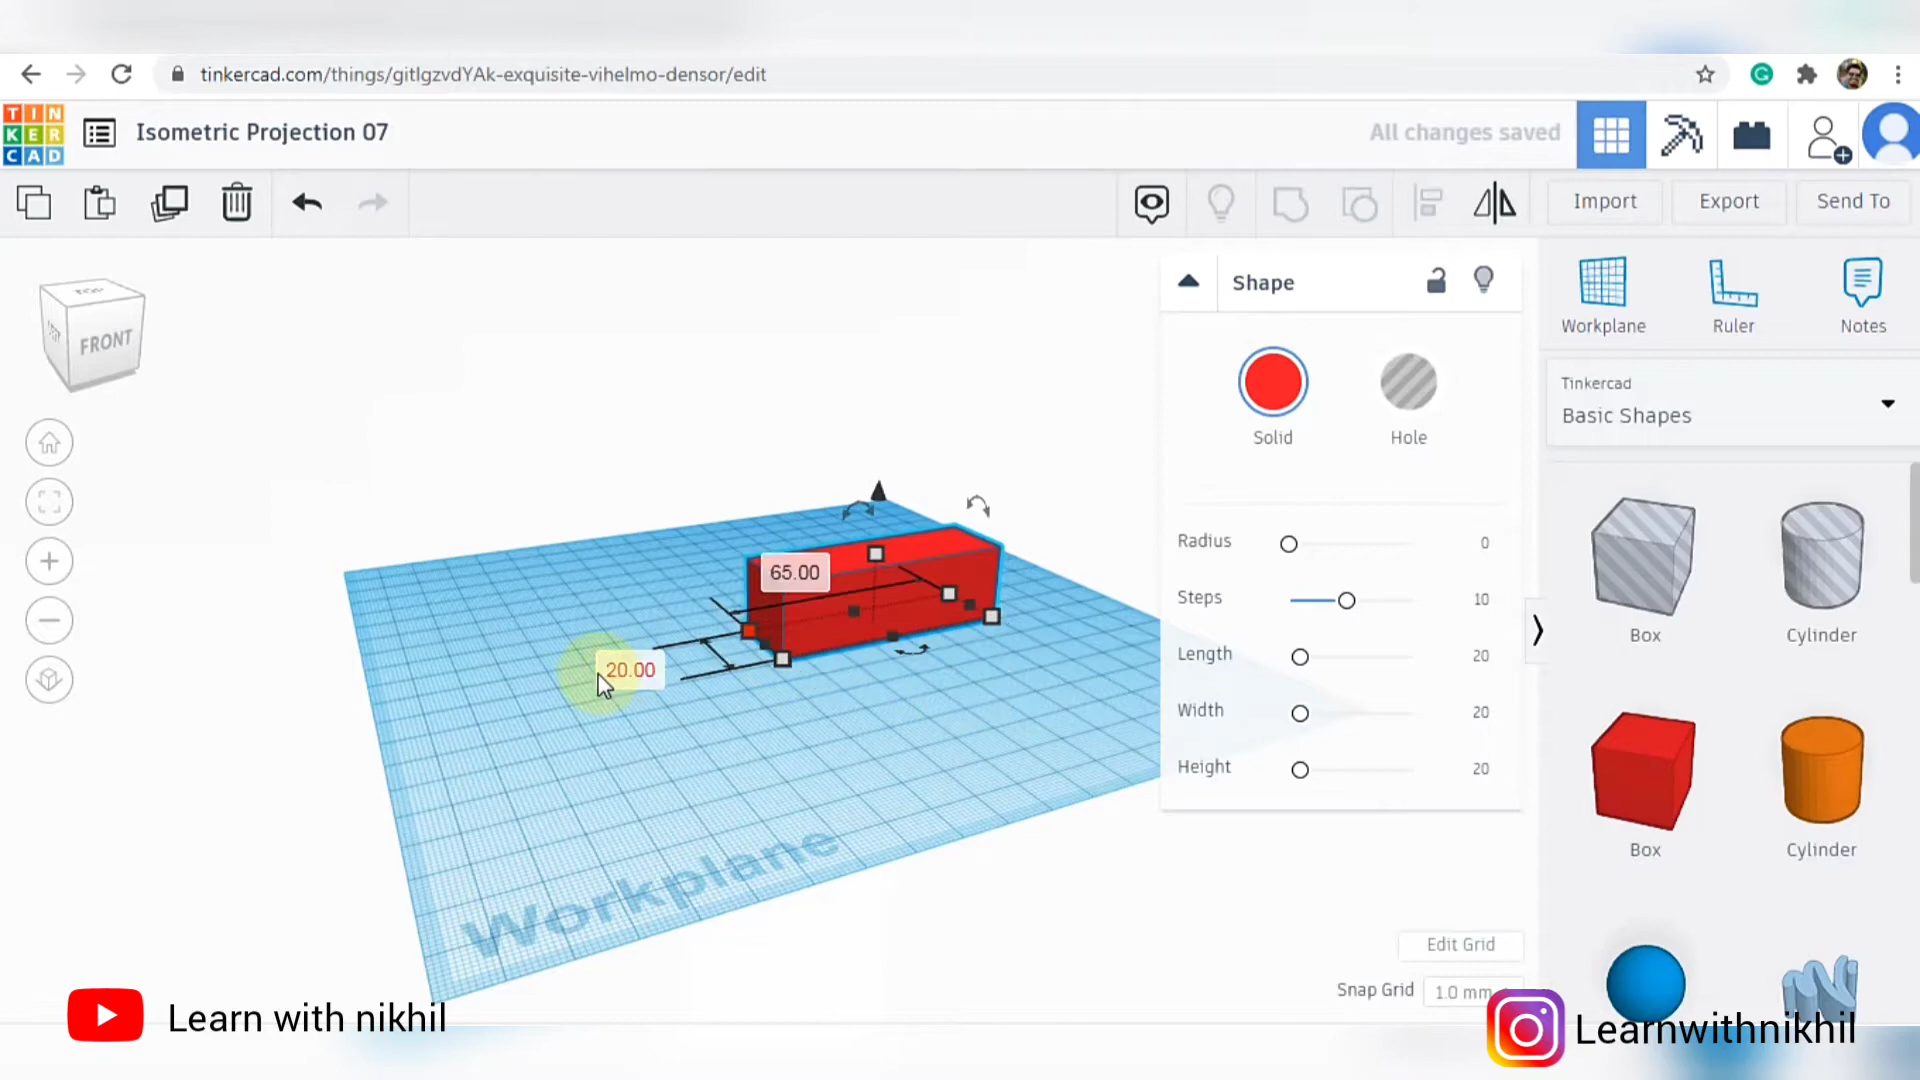 tinkercad.com/things/gitlgzvdYAk-exquisite-vihelmo-densor/edit
TIN
KER
CAD
Isometric Projection 07
All changes saved
Import
Export
Send To
TOP
FRONT
Shape
Solid
Hole
Workplane
Ruler
Notes
Tinkercad
Basic Shapes
65.00
20.00
Radius
0
Steps
10
Length
20
Width
20
Height
20
Box
Cylinder
Box
Cylinder
Workplane
Edit Grid
Snap Grid
1.0 mm
Learn with nikhil
Learnwithnikhil